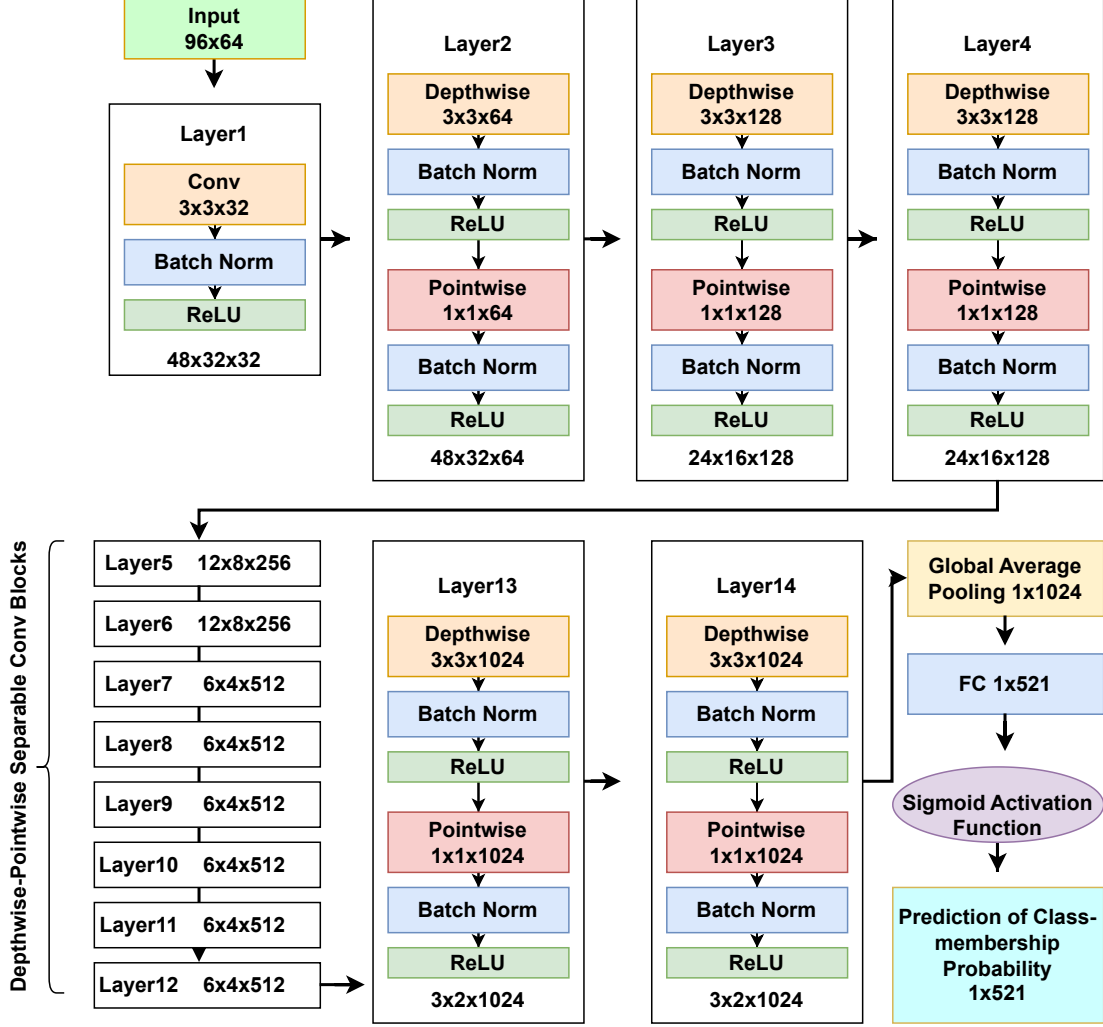 Input
96x64
Layer1
Conv
3x3x32
Batch Norm
ReLU
48x32x32
Layer2
Depthwise
3x3x64
Batch Norm
ReLU
Pointwise
1x1x64
Batch Norm
ReLU
48x32x64
Layer3
Depthwise
3x3x128
Batch Norm
ReLU
Pointwise
1x1x128
Batch Norm
ReLU
24x16x128
Layer4
Depthwise
3x3x128
Batch Norm
ReLU
Pointwise
1x1x128
Batch Norm
ReLU
24x16x128
Depthwise-Pointwise Separable Conv Blocks
Layer5 12x8x256
Layer6 12x8x256
Layer7 6x4x512
Layer8 6x4x512
Layer9 6x4x512
Layer10 6x4x512
Layer11 6x4x512
Layer12 6x4x512
Layer13
Depthwise
3x3x1024
Batch Norm
ReLU
Pointwise
1x1x1024
Batch Norm
ReLU
3x2x1024
Layer14
Depthwise
3x3x1024
Batch Norm
ReLU
Pointwise
1x1x1024
Batch Norm
ReLU
3x2x1024
Global Average
Pooling 1x1024
FC 1x521
Sigmoid Activation
Function
Prediction of Class-
membership
Probability
1x521